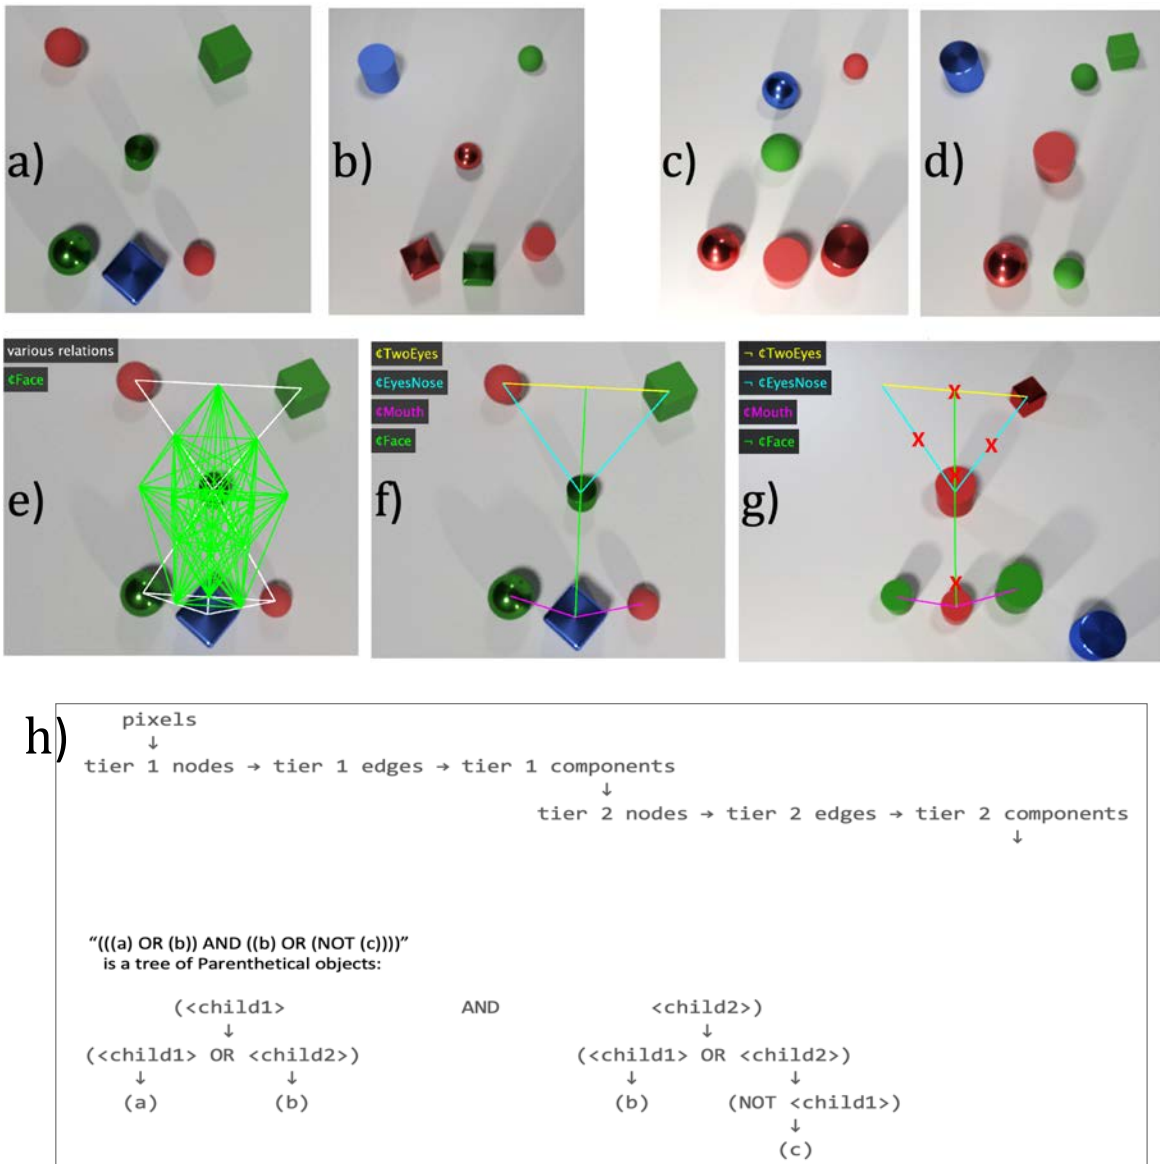 a)
b)
c)
d)
various relations
¢Face
e)
¢TwoEyes
¢EyesNose
¢Mouth
¢Face
f)
¬ ¢TwoEyes
¬ ¢EyesNose
¢Mouth
¬ ¢Face
X
X
X
X
g)
h)
pixels
↓
tier 1 nodes → tier 1 edges → tier 1 components
↓
tier 2 nodes → tier 2 edges → tier 2 components
↓
“(((a) OR (b)) AND ((b) OR (NOT (c))))”
is a tree of Parenthetical objects:
(<child1> AND <child2>)
↓ ↓
(<child1> OR <child2>) (<child1> OR <child2>)
↓ ↓ ↓ ↓
(a) (b) (b) (NOT <child1>)
↓
(c)